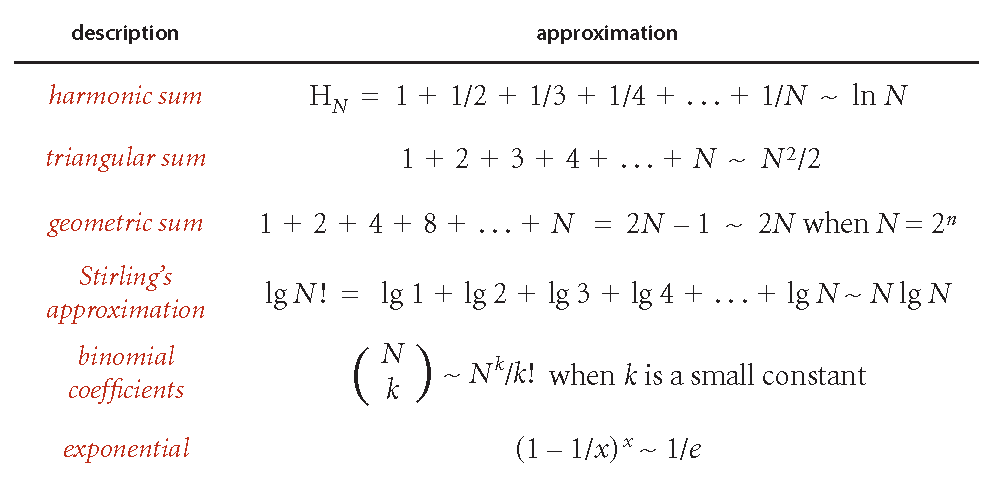 description approximation
harmonic sum H_N = 1 + 1/2 + 1/3 + 1/4 + . . . + 1/N ~ ln N
triangular sum 1 + 2 + 3 + 4 + . . . + N ~ N²/2
geometric sum 1 + 2 + 4 + 8 + . . . + N = 2N – 1 ~ 2N when N = 2ⁿ
Stirling’s
approximation lg N! = lg 1 + lg 2 + lg 3 + lg 4 + . . . + lg N ~ N lg N
binomial
coefficients ( N k ) ~ Nᵏ/k! when k is a small constant
exponential (1 – 1/x)ˣ ~ 1/e